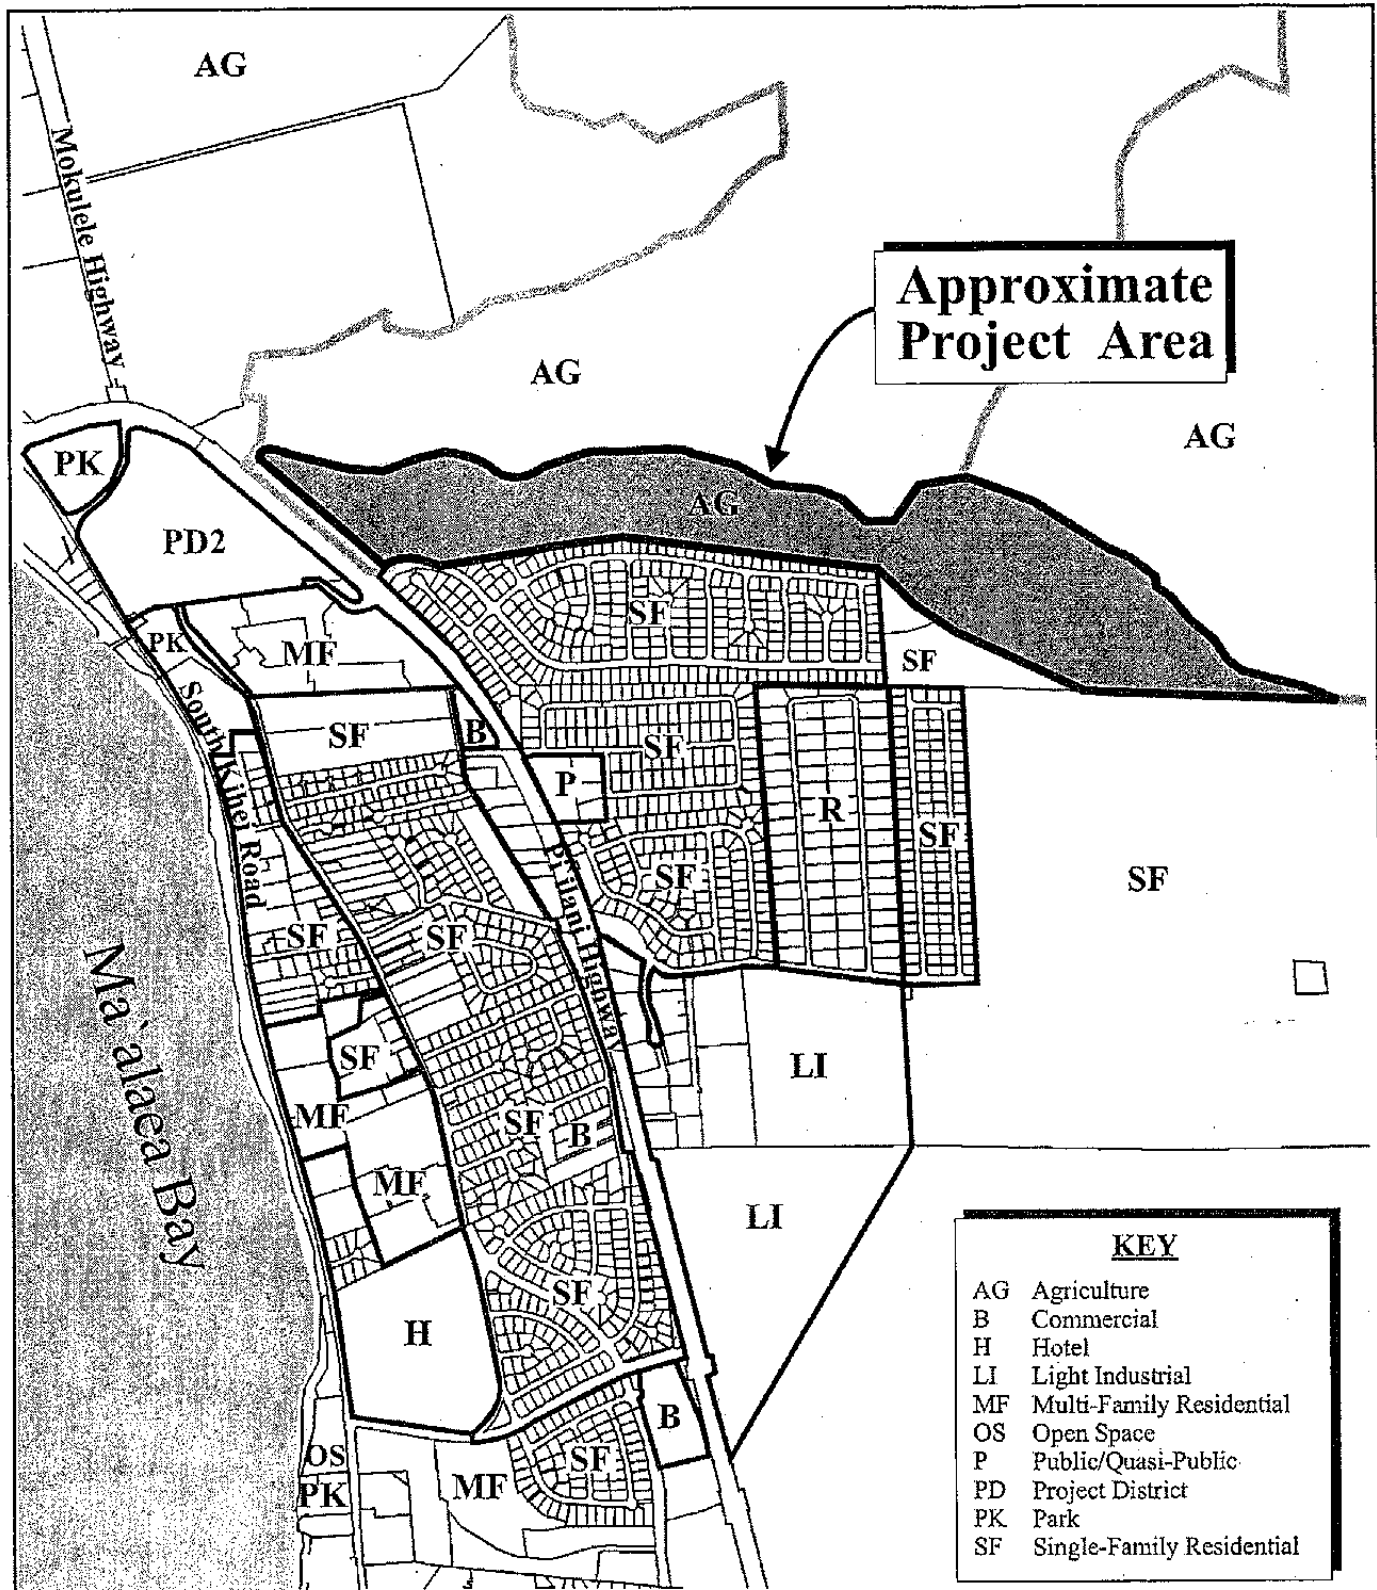 AG
Mokulele Highway
Approximate
Project Area
AG
AG
PK
AG
PD2
SF
PK
MF
SF
South Kihei Road
SF
B
SF
P
R
SF
SF
SF
Pi`ilani Highway
SF
SF
Ma`alaea Bay
SF
LI
MF
SF
B
MF
LI
SF
H
B
OS
SF
PK
MF
KEY
AG Agriculture
B Commercial
H Hotel
LI Light Industrial
MF Multi-Family Residential
OS Open Space
P Public/Quasi-Public
PD Project District
PK Park
SF Single-Family Residential